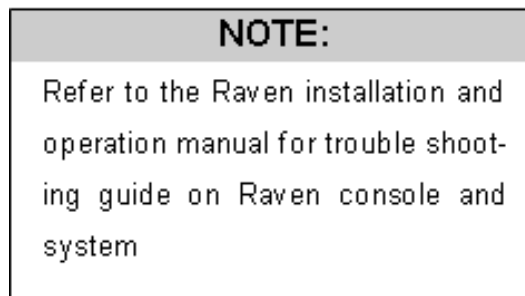 NOTE:
Refer to the Raven installation and
operation manual for trouble shoot-
ing guide on Raven console and
system